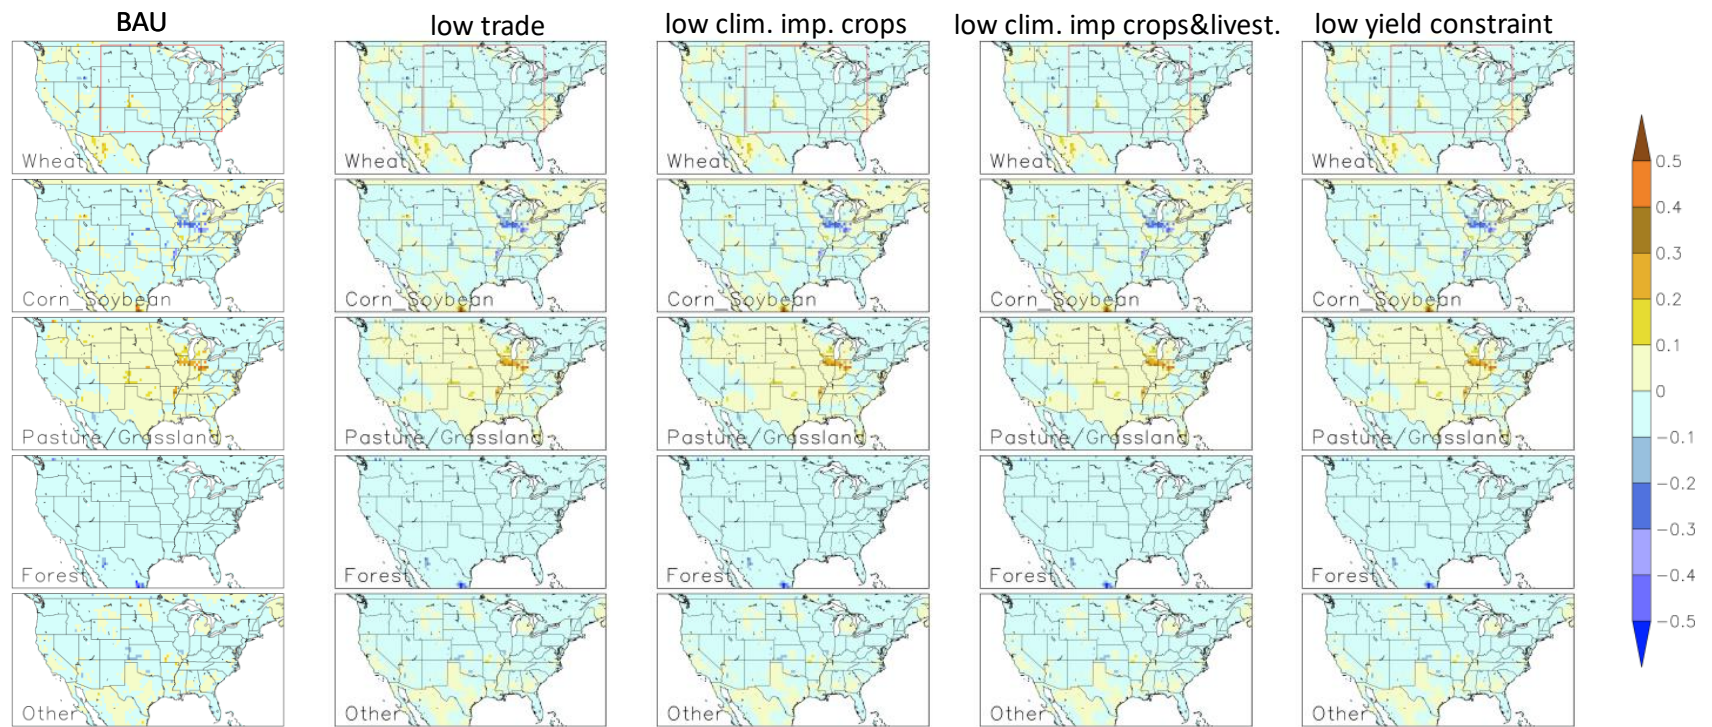 BAU low trade low clim. imp. crops low clim. imp crops&livest. low yield constraint
Wheat Wheat Wheat Wheat Wheat
Corn_Soybean Corn_Soybean Corn_Soybean Corn_Soybean Corn_Soybean
Pasture/Grassland Pasture/Grassland Pasture/Grassland Pasture/Grassland Pasture/Grassland
Forest Forest Forest Forest Forest
Other Other Other Other Other
0.5
0.4
0.3
0.2
0.1
0
−0.1
−0.2
−0.3
−0.4
−0.5